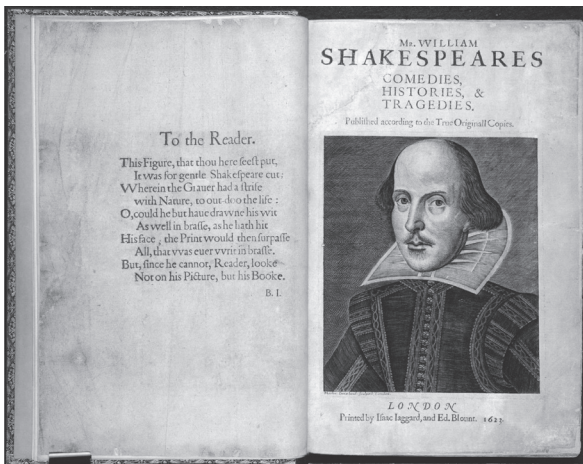 To the Reader.
This Figure, that thou here seest put,
It was for gentle Shakespeare cut:
Wherein the Grauer had a strife
with Nature, to out-doo the life:
O, could he but haue drawne his wit
As well in brasse, as he hath hit
His face, the Print would then surpasse
All, that vvas euer vvrit in brasse.
But, since he cannot, Reader, looke
Not on his Picture, but his Booke.
B. I.
Mr. WILLIAM
SHAKESPEARES
COMEDIES,
HISTORIES, &
TRAGEDIES.
Published according to the True Originall Copies.
LONDON
Printed by Isaac Iaggard, and Ed. Blount. 1623